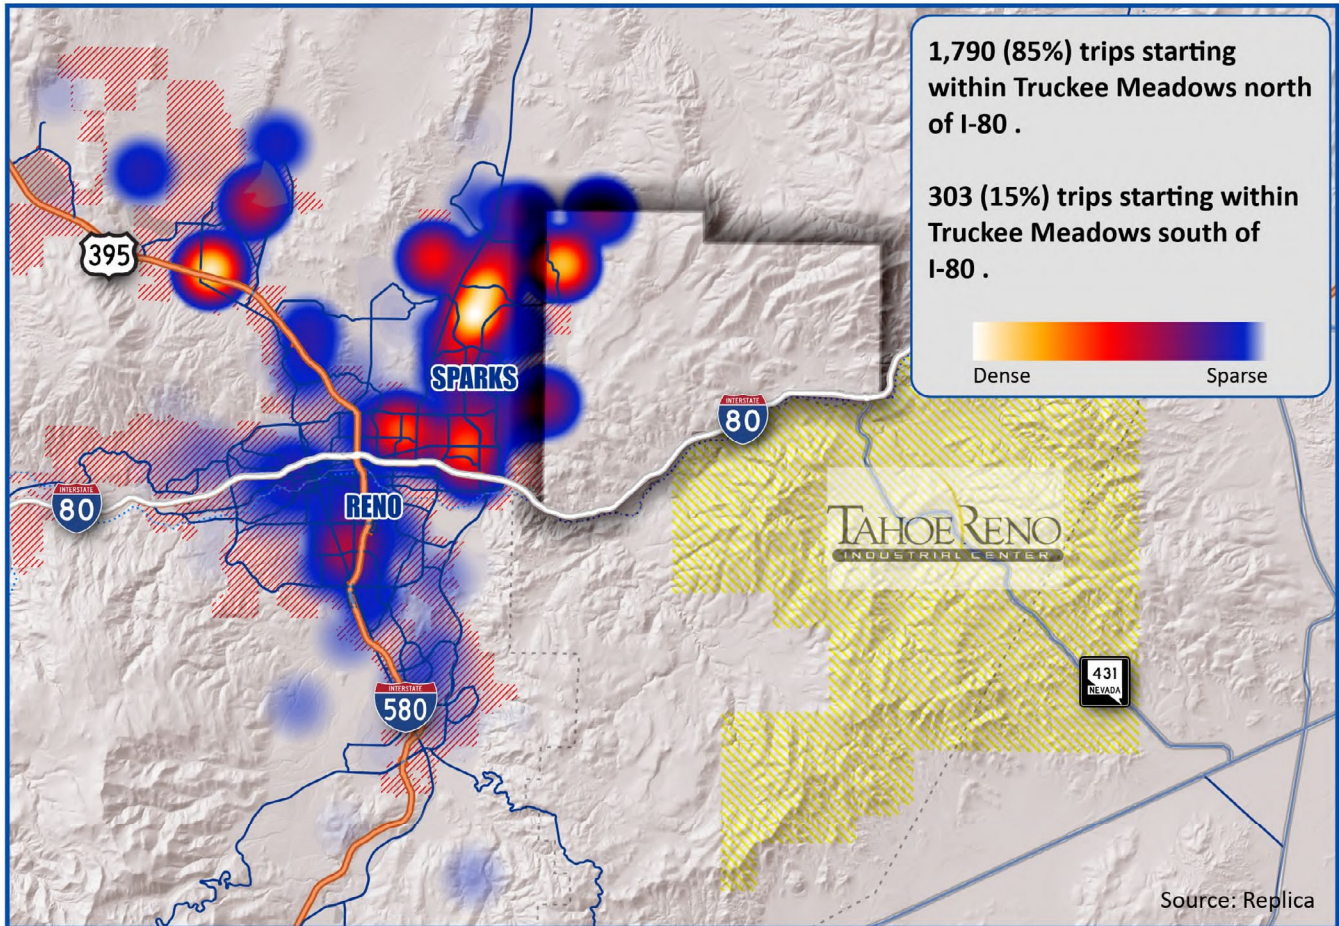 1,790 (85%) trips starting
within Truckee Meadows north
of I-80 .
303 (15%) trips starting within
Truckee Meadows south of
I-80 .
Dense
Sparse
395
SPARKS
INTERSTATE
80
INTERSTATE
80
RENO
TAHOE RENO
INDUSTRIAL CENTER
431
NEVADA
INTERSTATE
580
Source: Replica